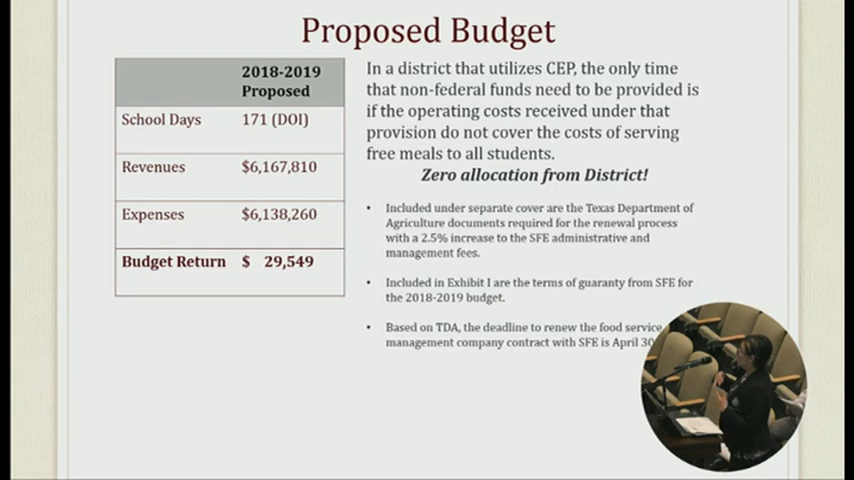 Proposed Budget
2018-2019
Proposed
School Days 171 (DOI)
Revenues $6,167,810
Expenses $6,138,260
Budget Return $ 29,549
In a district that utilizes CEP, the only time
that non-federal funds need to be provided is
if the operating costs received under that
provision do not cover the costs of serving
free meals to all students.
Zero allocation from District!
• Included under separate cover are the Texas Department of
Agriculture documents required for the renewal process
with a 2.5% increase to the SFE administrative and
management fees.
• Included in Exhibit I are the terms of guaranty from SFE for
the 2018-2019 budget.
• Based on TDA, the deadline to renew the food service
management company contract with SFE is April 30